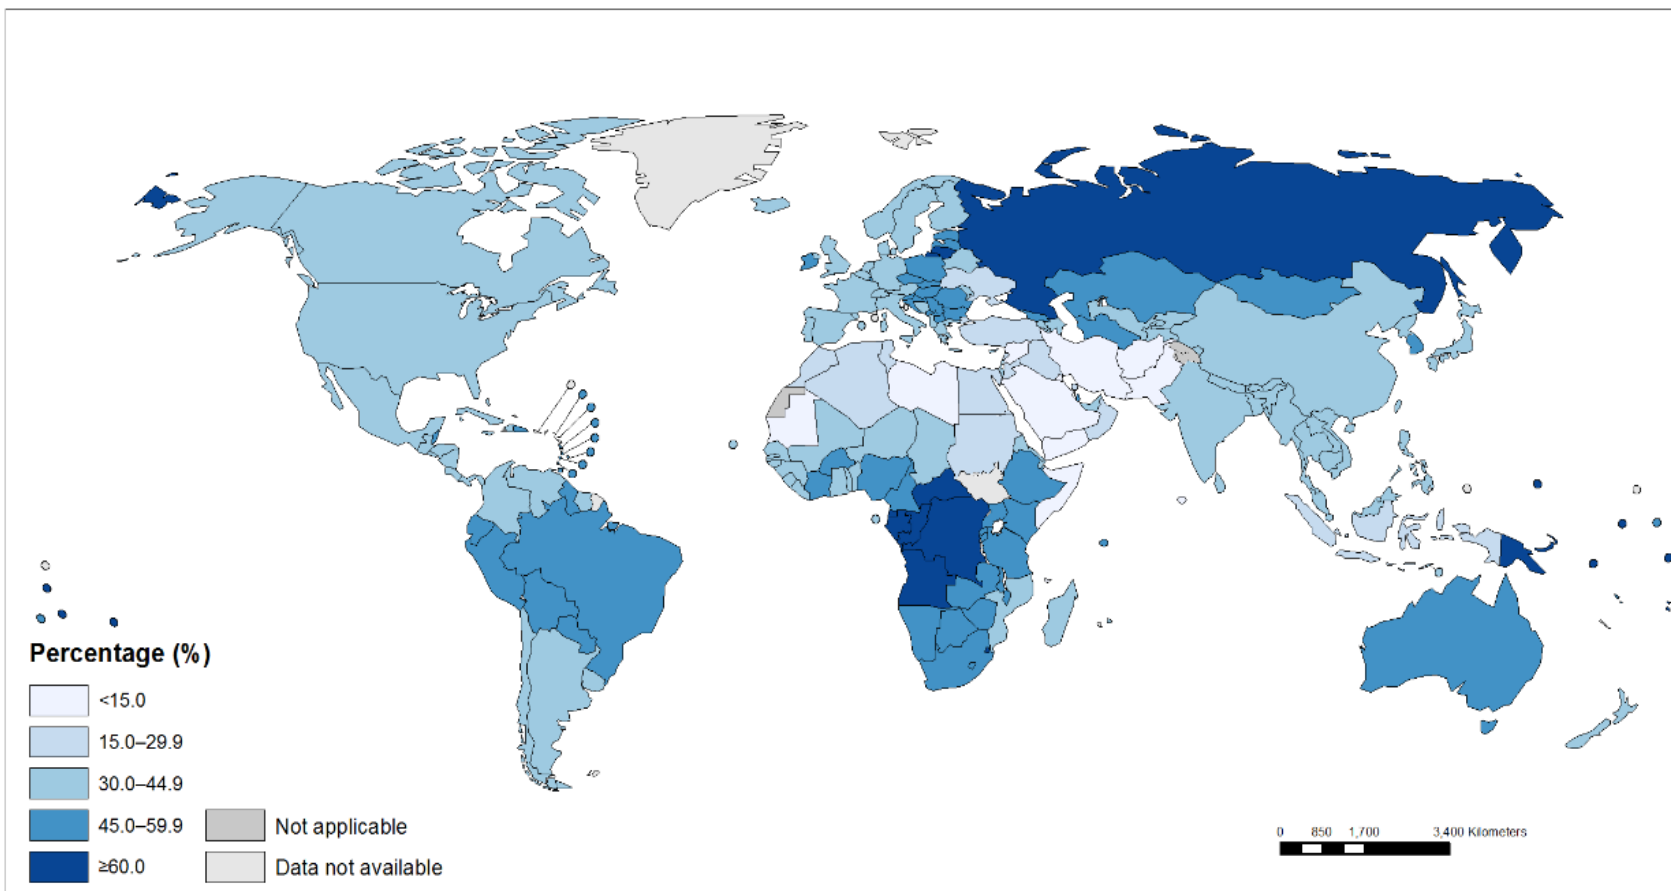 Percentage (%)
<15.0
15.0–29.9
30.0–44.9
45.0–59.9
≥60.0
Not applicable
Data not available
0 850 1,700 3,400 Kilometers